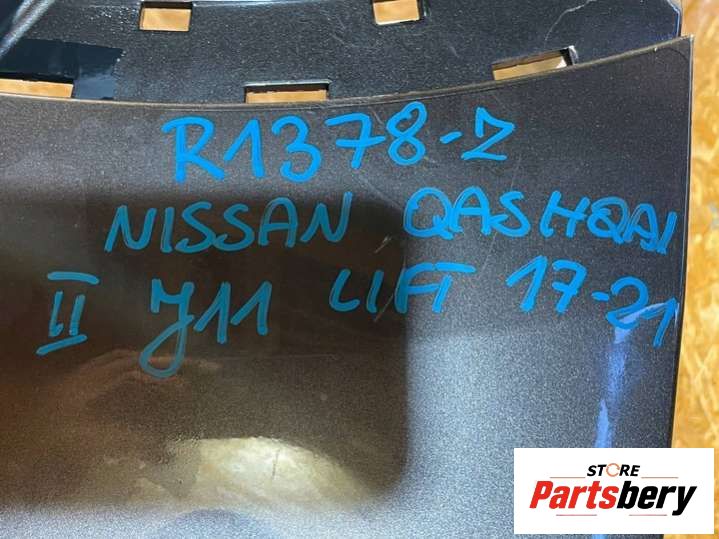 R1378-Z
NISSAN QASHQAI
II J11 LIFT 17-21
STORE
Partsbery